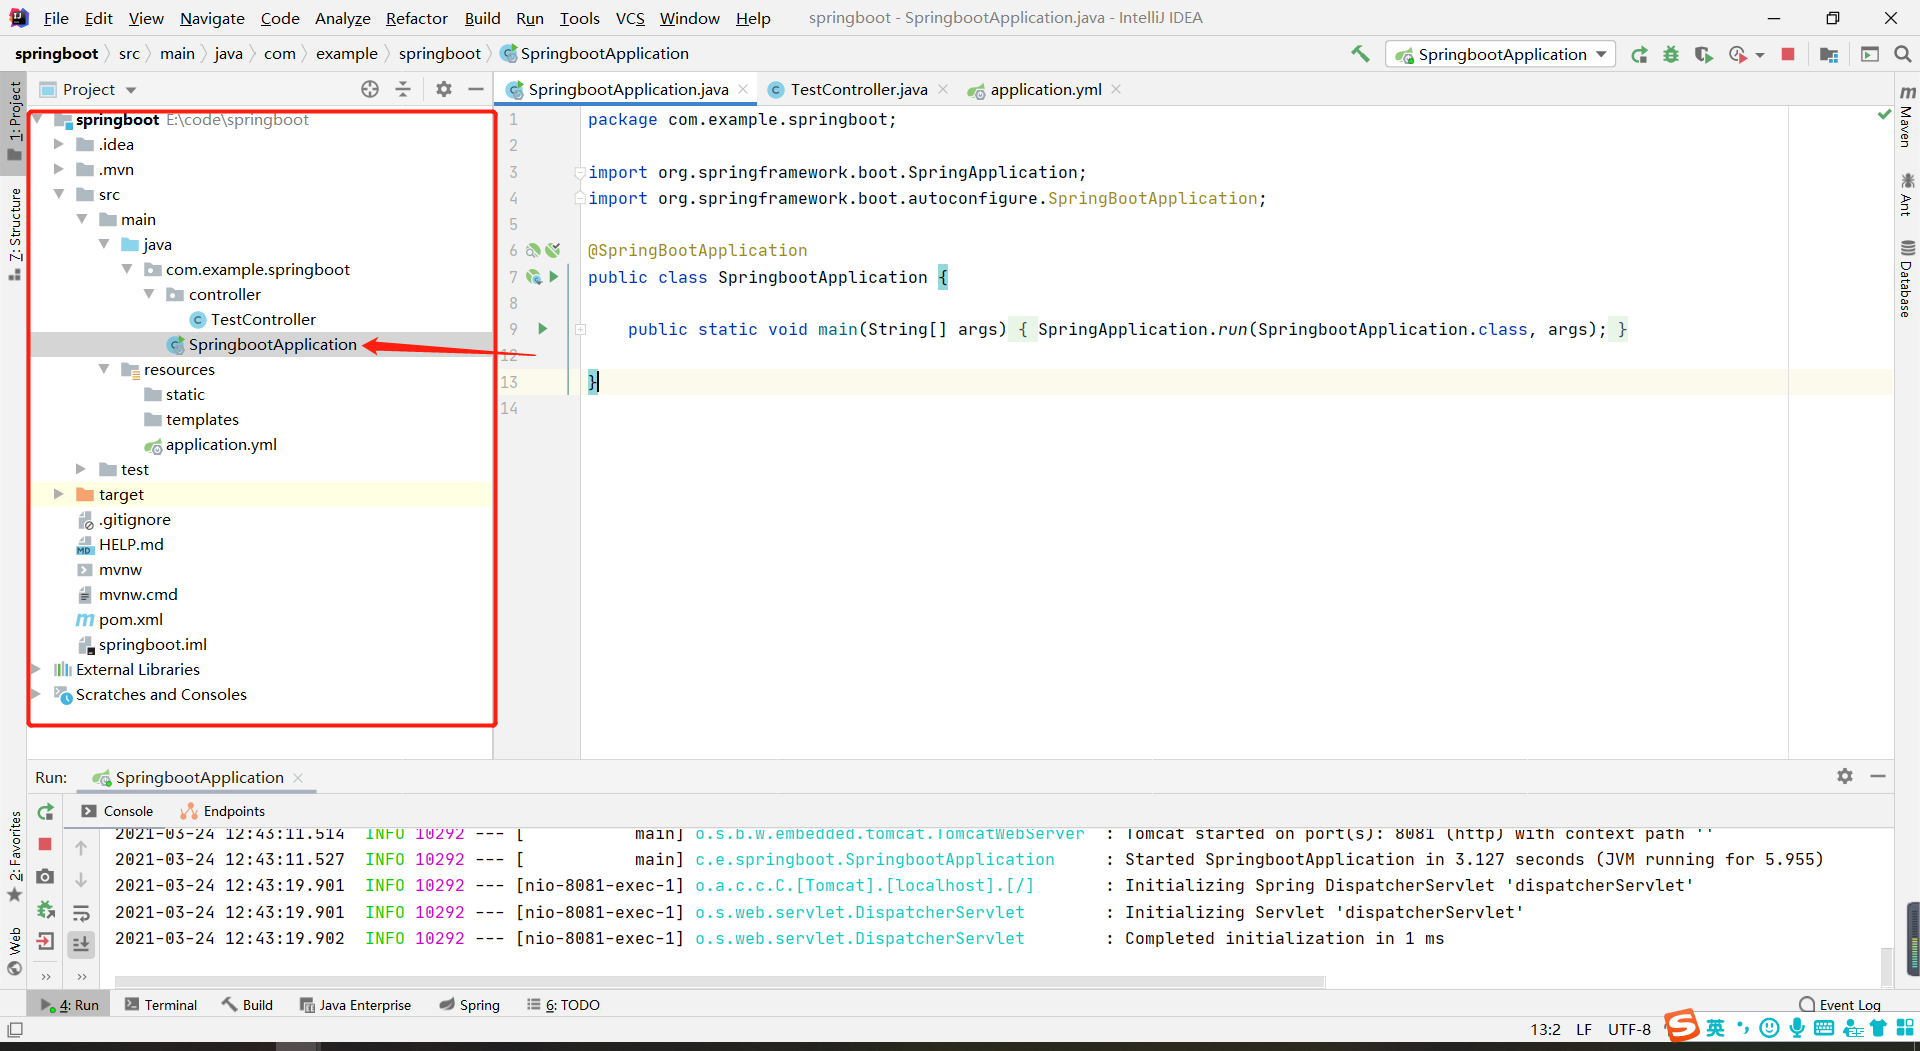 File Edit View Navigate Code Analyze Refactor Build Run Tools VCS Window Help springboot - SpringbootApplication.java - IntelliJ IDEA
springboot src main java com example springboot SpringbootApplication
SpringbootApplication
Project
SpringbootApplication.java TestController.java application.yml
1: Project
7: Structure
2: Favorites
Web
springboot E:\code\springboot
.idea
.mvn
src
main
java
com.example.springboot
controller
TestController
SpringbootApplication
resources
static
templates
application.yml
test
target
.gitignore
HELP.md
mvnw
mvnw.cmd
pom.xml
springboot.iml
External Libraries
Scratches and Consoles
1 package com.example.springboot;
2
3 import org.springframework.boot.SpringApplication;
4 import org.springframework.boot.autoconfigure.SpringBootApplication;
5
6 @SpringBootApplication
7 public class SpringbootApplication {
8
9 public static void main(String[] args) { SpringApplication.run(SpringbootApplication.class, args); }
12
13 }
14
Maven
Ant
Database
Run: SpringbootApplication
Console Endpoints
2021-03-24 12:43:11.514 INFO 10292 --- [ main] o.s.b.w.embedded.tomcat.TomcatWebServer : Tomcat started on port(s): 8081 (http) with context path ''
2021-03-24 12:43:11.527 INFO 10292 --- [ main] c.e.springboot.SpringbootApplication : Started SpringbootApplication in 3.127 seconds (JVM running for 5.955)
2021-03-24 12:43:19.901 INFO 10292 --- [nio-8081-exec-1] o.a.c.c.C.[Tomcat].[localhost].[/] : Initializing Spring DispatcherServlet 'dispatcherServlet'
2021-03-24 12:43:19.901 INFO 10292 --- [nio-8081-exec-1] o.s.web.servlet.DispatcherServlet : Initializing Servlet 'dispatcherServlet'
2021-03-24 12:43:19.902 INFO 10292 --- [nio-8081-exec-1] o.s.web.servlet.DispatcherServlet : Completed initialization in 1 ms
4: Run Terminal Build Java Enterprise Spring 6: TODO Event Log
13:2 LF UTF-8 英